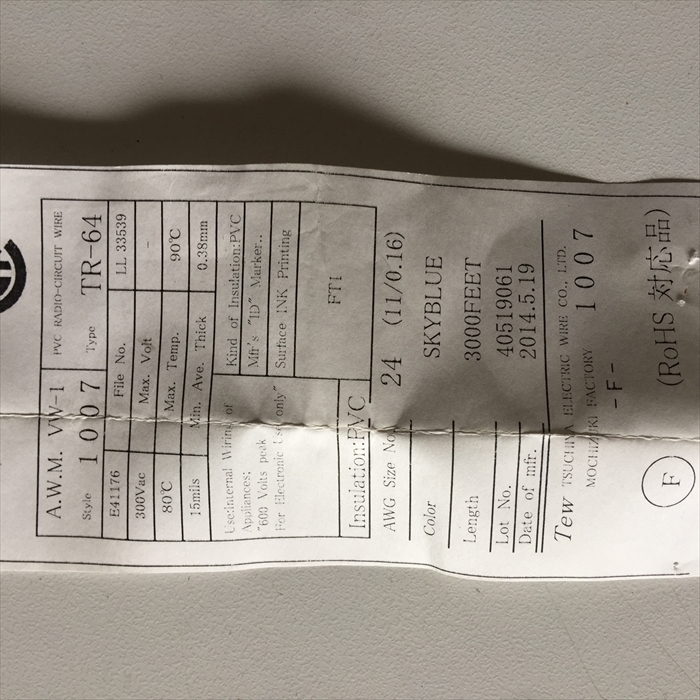 A.W.M. VW-1 PVC RADIO-CIRCUIT WIRE
Style 1007 Type TR-64
E41176 File No. LL 33539
300Vac Max. Volt -
80℃ Max. Temp. 90℃
15mils Min. Ave. Thick 0.38mm
Use:Internal Wiring of
Appliances;
"600 Volts peak
For Electronic Use only"
Kind of Insulation:PVC
Mfr's "ID" Marker..
Surface INK Printing
Insulation:PVC FT1
AWG Size No. 24 (11/0.16)
Color SKYBLUE
Length 3000FEET
Lot No. 40519061
Date of mfr. 2014.5.19
Tew TSUCHIYA ELECTRIC WIRE CO., LTD.
MOCHIZUKI FACTORY 1007
-F-
F (RoHS 対応品)